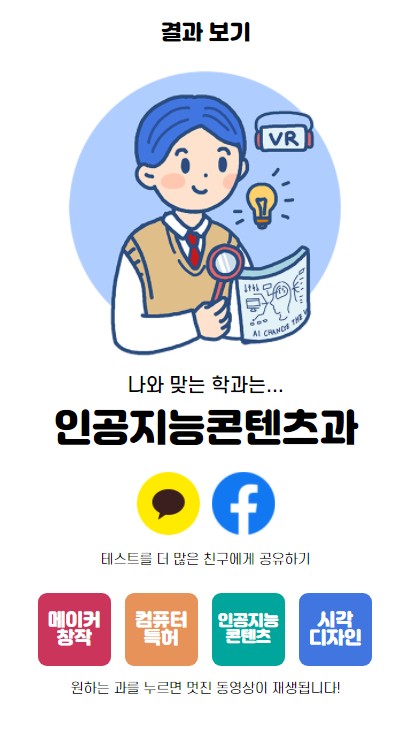 결과 보기
VR
AI CHANGE THE
나와 맞는 학과는...
인공지능콘텐츠과
테스트를 더 많은 친구에게 공유하기
메이커
창작
컴퓨터
특허
인공지능
콘텐츠
시각
디자인
원하는 과를 누르면 멋진 동영상이 재생됩니다!